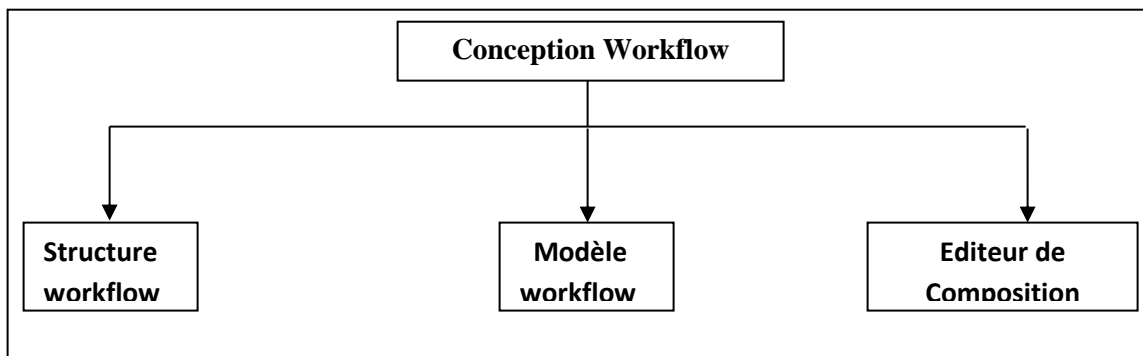 Conception Workflow
Structure
workflow
Modèle
workflow
Editeur de
Composition